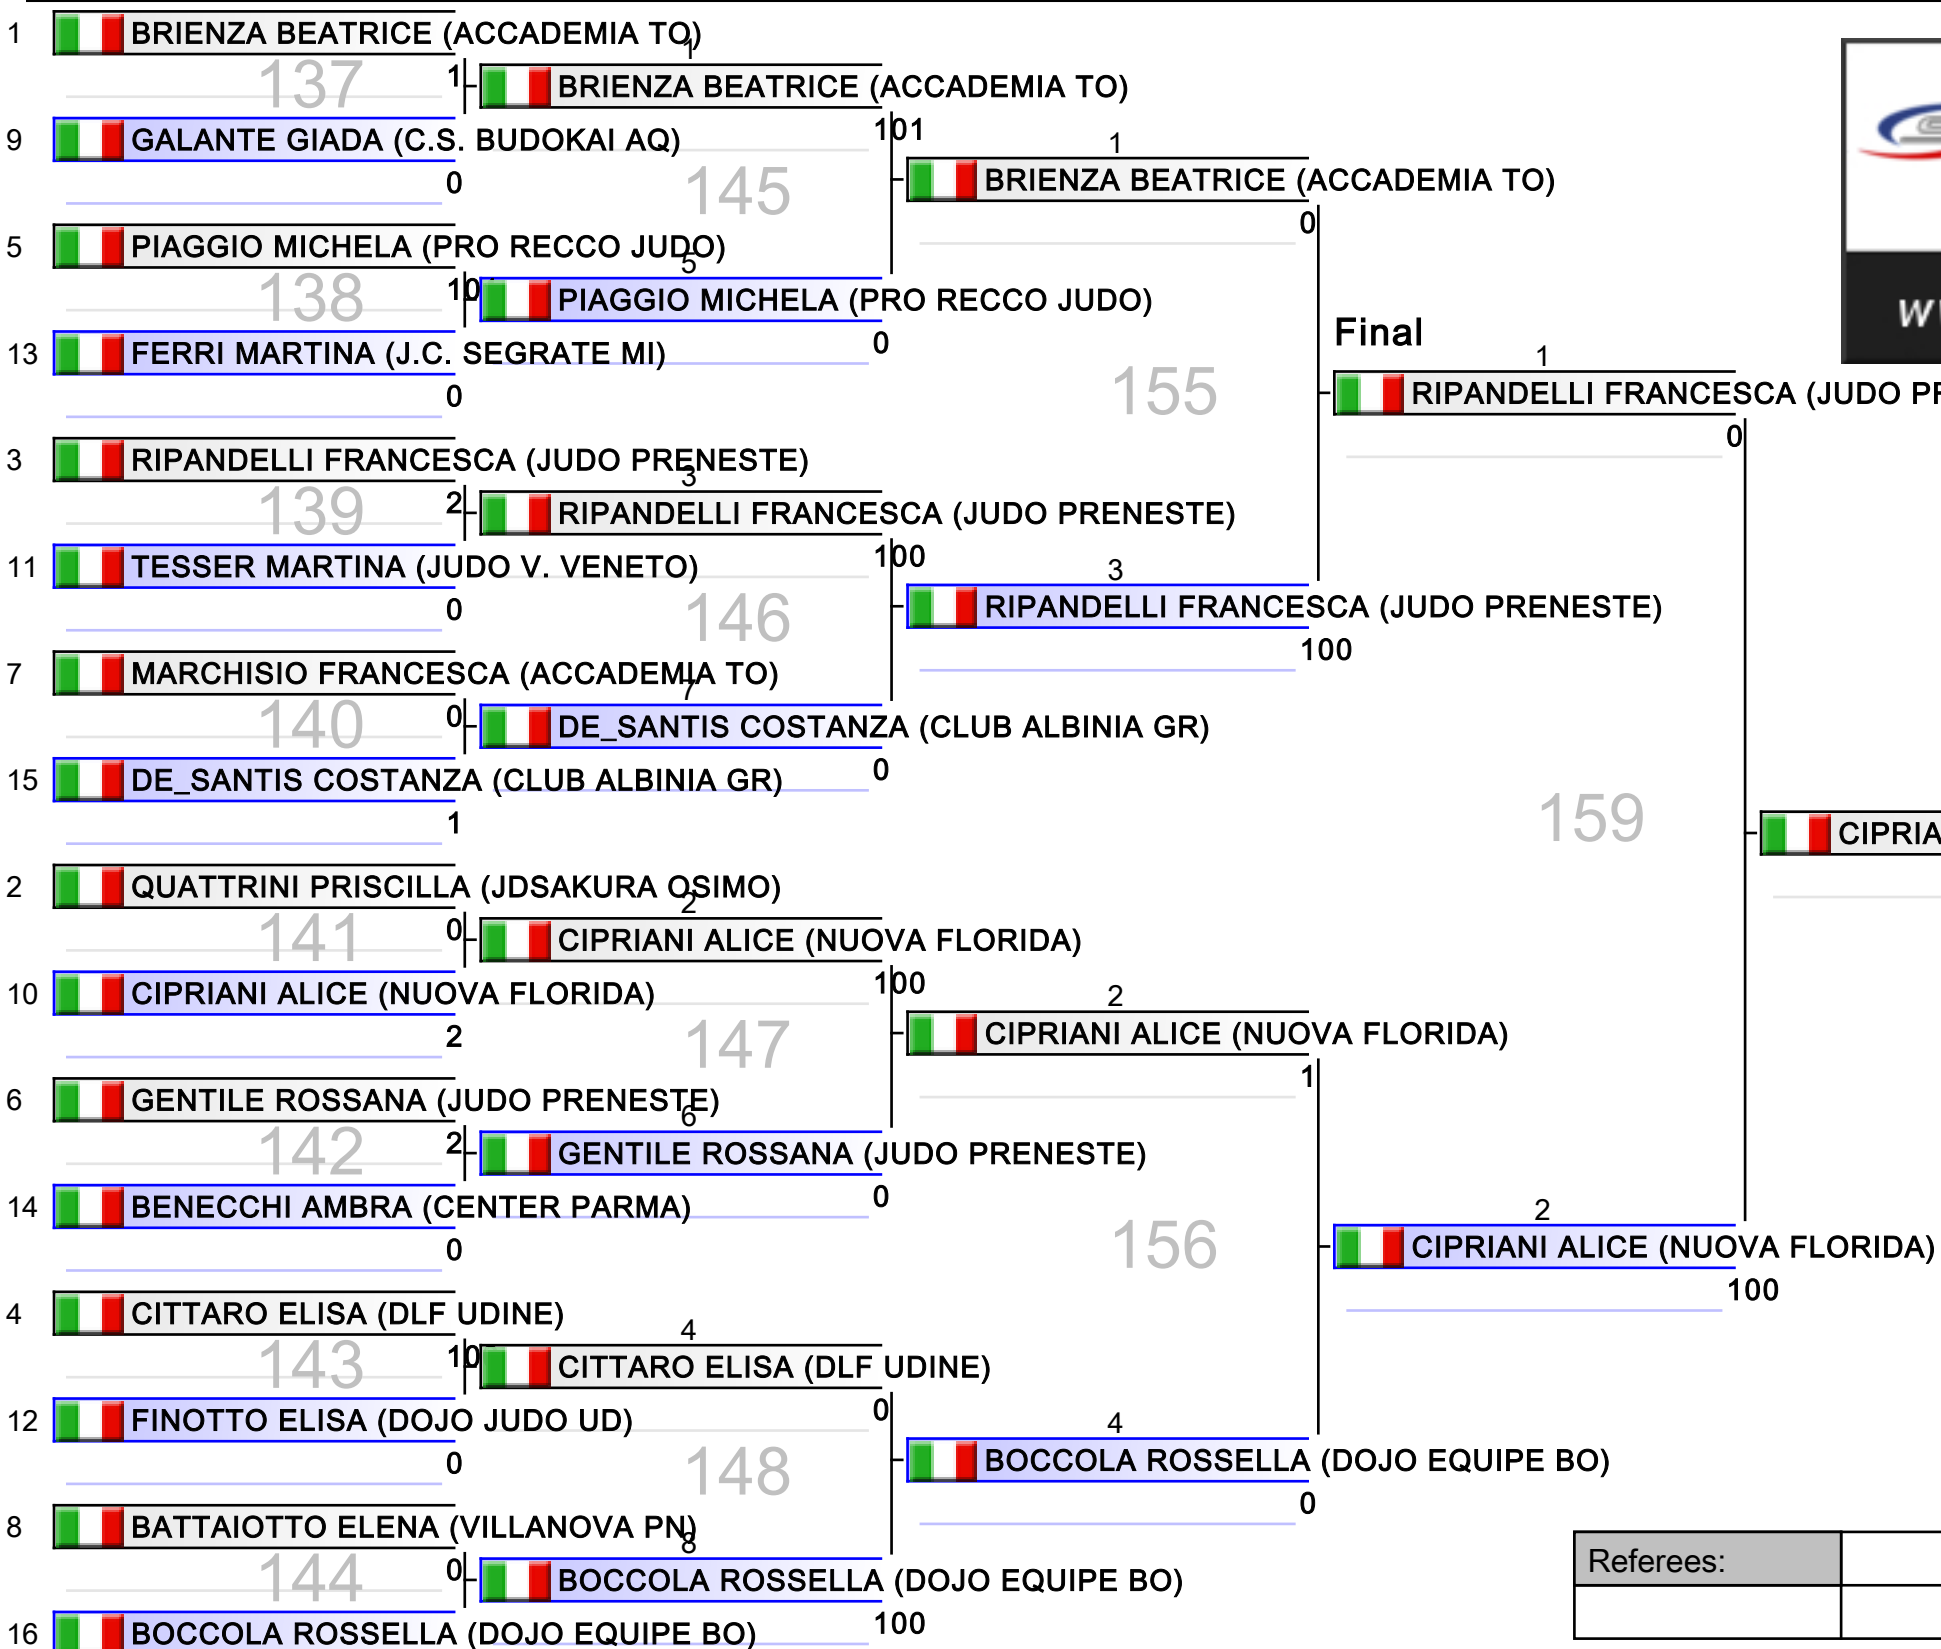 1 BRIENZA BEATRICE (ACCADEMIA TO)
137
1
1
BRIENZA BEATRICE (ACCADEMIA TO)
9 GALANTE GIADA (C.S. BUDOKAI AQ)
0
101
145
1
BRIENZA BEATRICE (ACCADEMIA TO)
0
5 PIAGGIO MICHELA (PRO RECCO JUDO)
138
5
PIAGGIO MICHELA (PRO RECCO JUDO)
0
13 FERRI MARTINA (J.C. SEGRATE MI)
0
155
Final
1
RIPANDELLI FRANCESCA (JUDO
0
3 RIPANDELLI FRANCESCA (JUDO PRENESTE)
139
2
3
RIPANDELLI FRANCESCA (JUDO PRENESTE)
11 TESSER MARTINA (JUDO V. VENETO)
0
100
146
3
RIPANDELLI FRANCESCA (JUDO PRENESTE)
100
7 MARCHISIO FRANCESCA (ACCADEMIA TO)
140
0
7
DE_SANTIS COSTANZA (CLUB ALBINIA GR)
0
15 DE_SANTIS COSTANZA (CLUB ALBINIA GR)
1
159
CIPRIA
2 QUATTRINI PRISCILLA (JDSAKURA OSIMO)
141
0
2
CIPRIANI ALICE (NUOVA FLORIDA)
10 CIPRIANI ALICE (NUOVA FLORIDA)
2
100
147
2
CIPRIANI ALICE (NUOVA FLORIDA)
1
6 GENTILE ROSSANA (JUDO PRENESTE)
142
2
6
GENTILE ROSSANA (JUDO PRENESTE)
0
14 BENECCHI AMBRA (CENTER PARMA)
0
156
2
CIPRIANI ALICE (NUOVA FLORIDA)
100
4 CITTARO ELISA (DLF UDINE)
143
4
CITTARO ELISA (DLF UDINE)
0
12 FINOTTO ELISA (DOJO JUDO UD)
0
148
4
BOCCOLA ROSSELLA (DOJO EQUIPE BO)
0
8 BATTAIOTTO ELENA (VILLANOVA PN)
144
0
8
BOCCOLA ROSSELLA (DOJO EQUIPE BO)
100
16 BOCCOLA ROSSELLA (DOJO EQUIPE BO)
Referees: